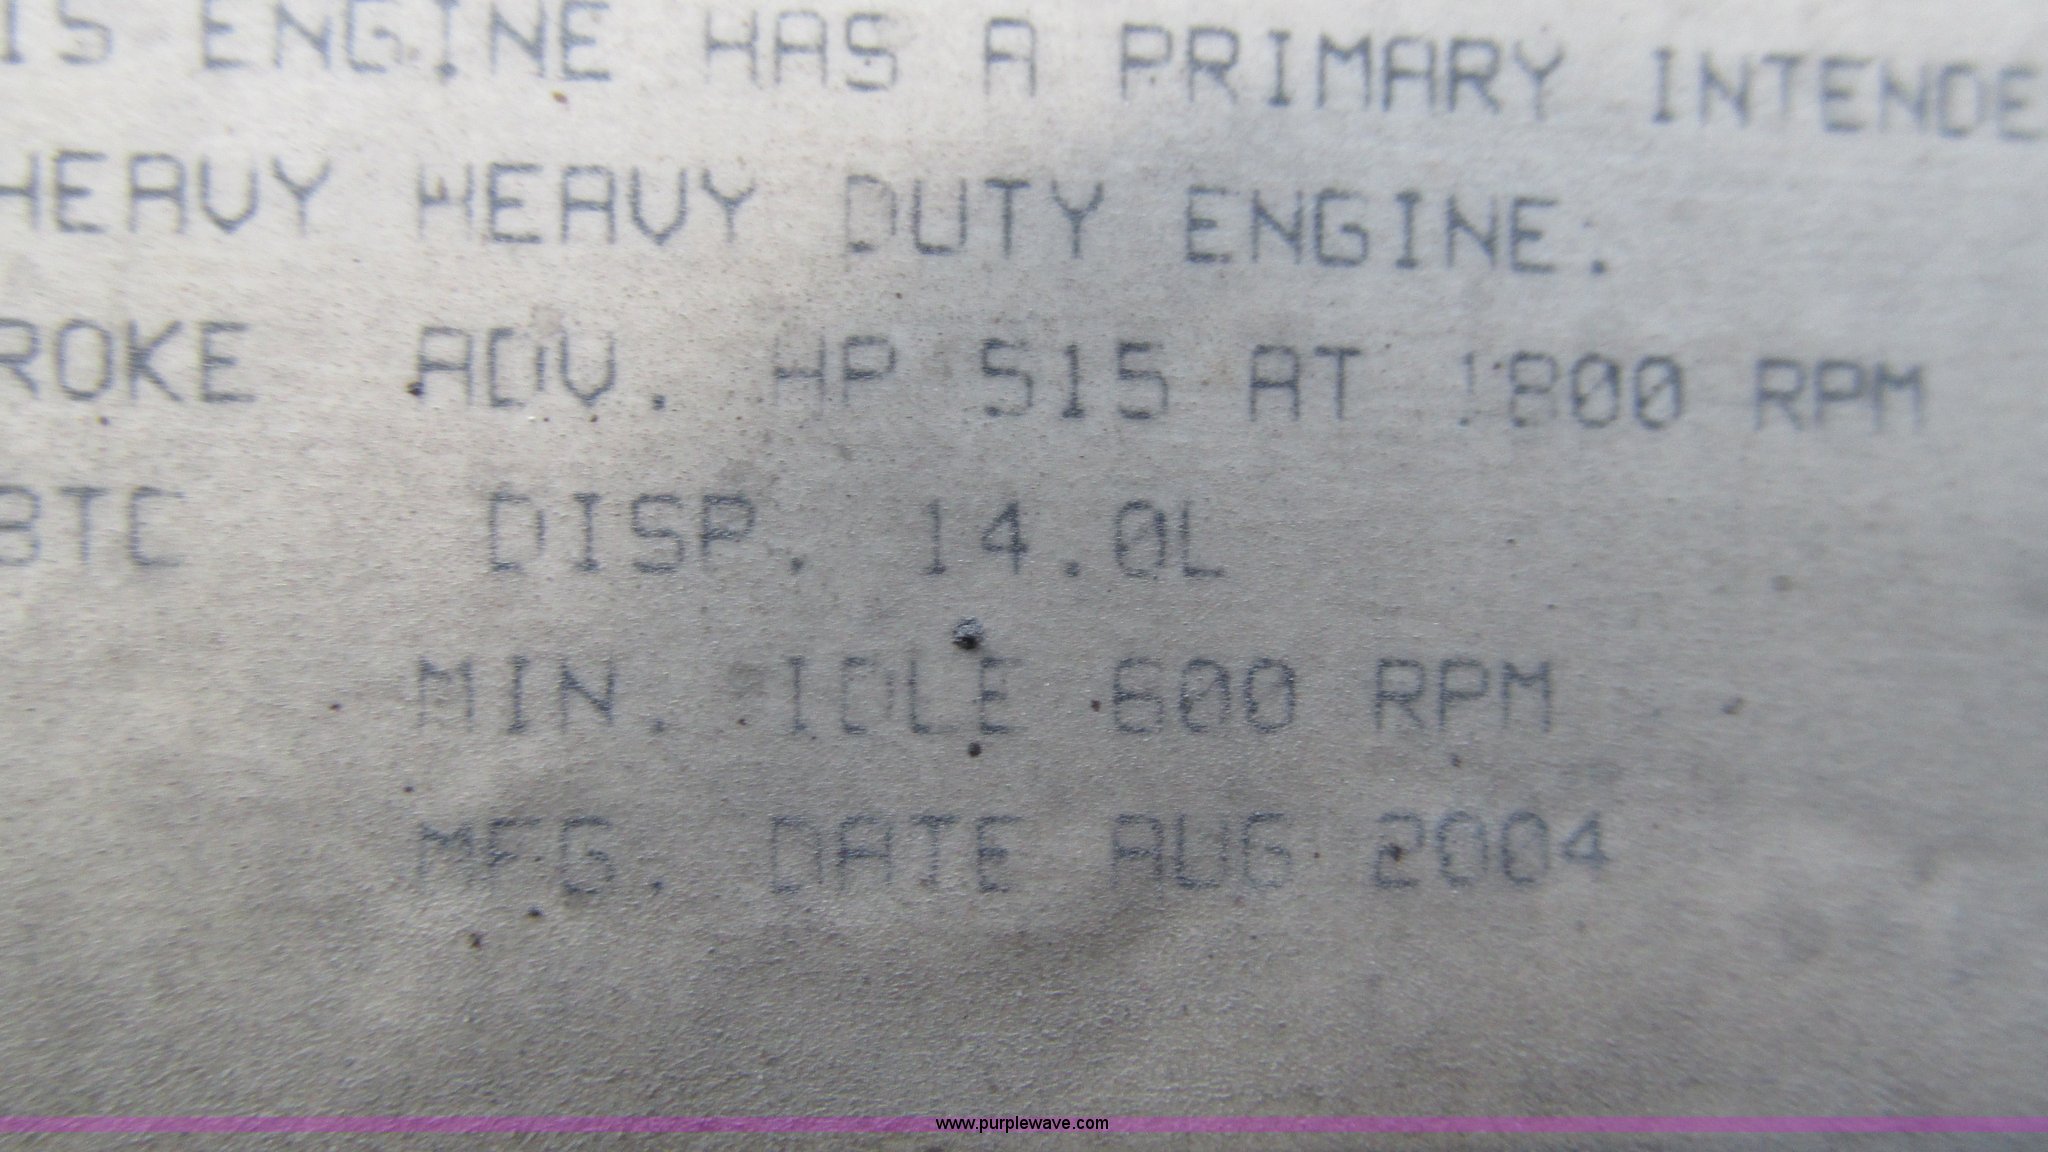 IS ENGINE HAS A PRIMARY INTENDE
HEAVY HEAVY DUTY ENGINE.
ROKE ADV. HP 515 AT 1800 RPM
BTC DISP. 14.0L
MIN. IDLE 600 RPM
MFG. DATE AUG 2004
www.purplewave.com